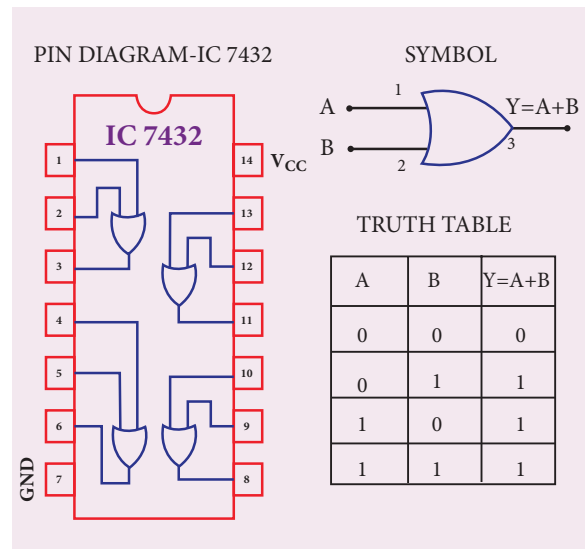 PIN DIAGRAM-IC 7432
IC 7432
1
2
3
4
5
6
7
GND
14 VCC
13
12
11
10
9
8
SYMBOL
A 1
Y=A+B
3
B 2
TRUTH TABLE
A B Y=A+B
0 0 0
0 1 1
1 0 1
1 1 1